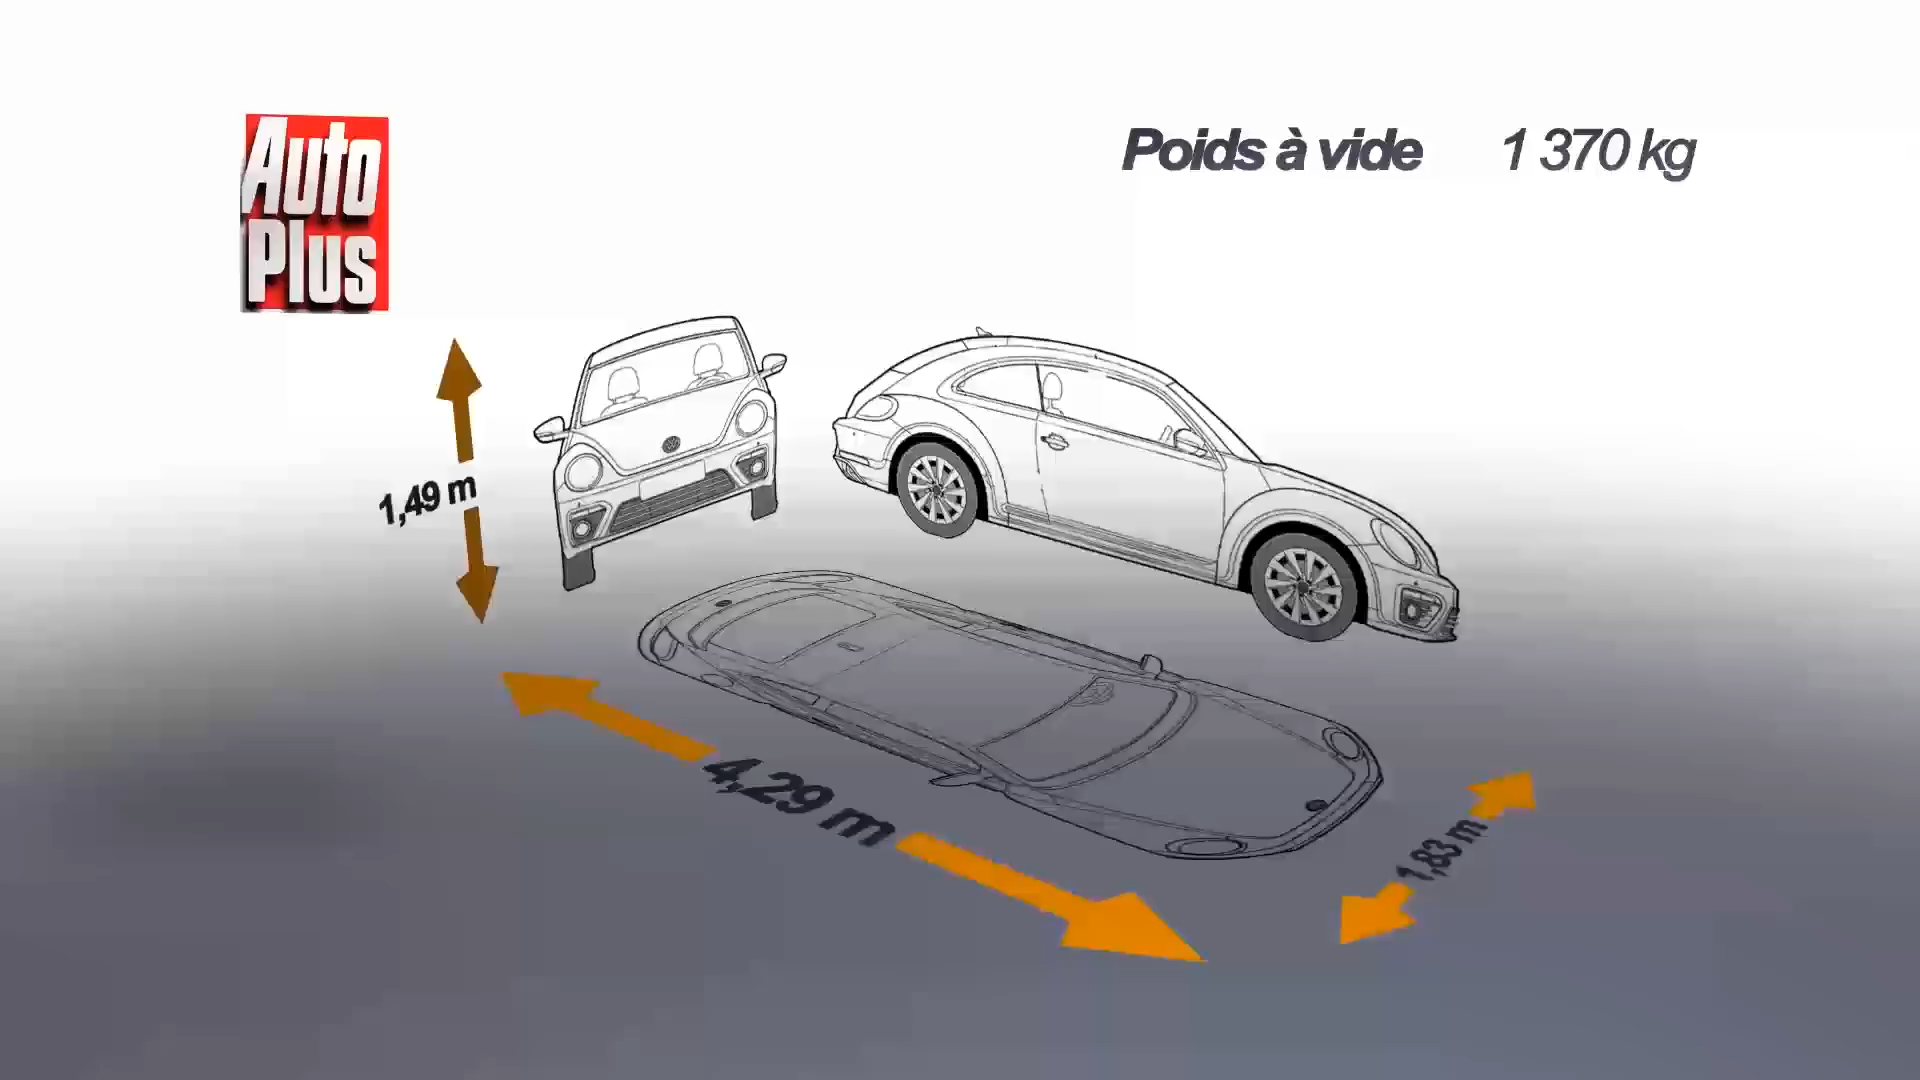 Auto
Plus
Poids à vide 1 370 kg
1,49 m
4,29 m
1,83 m